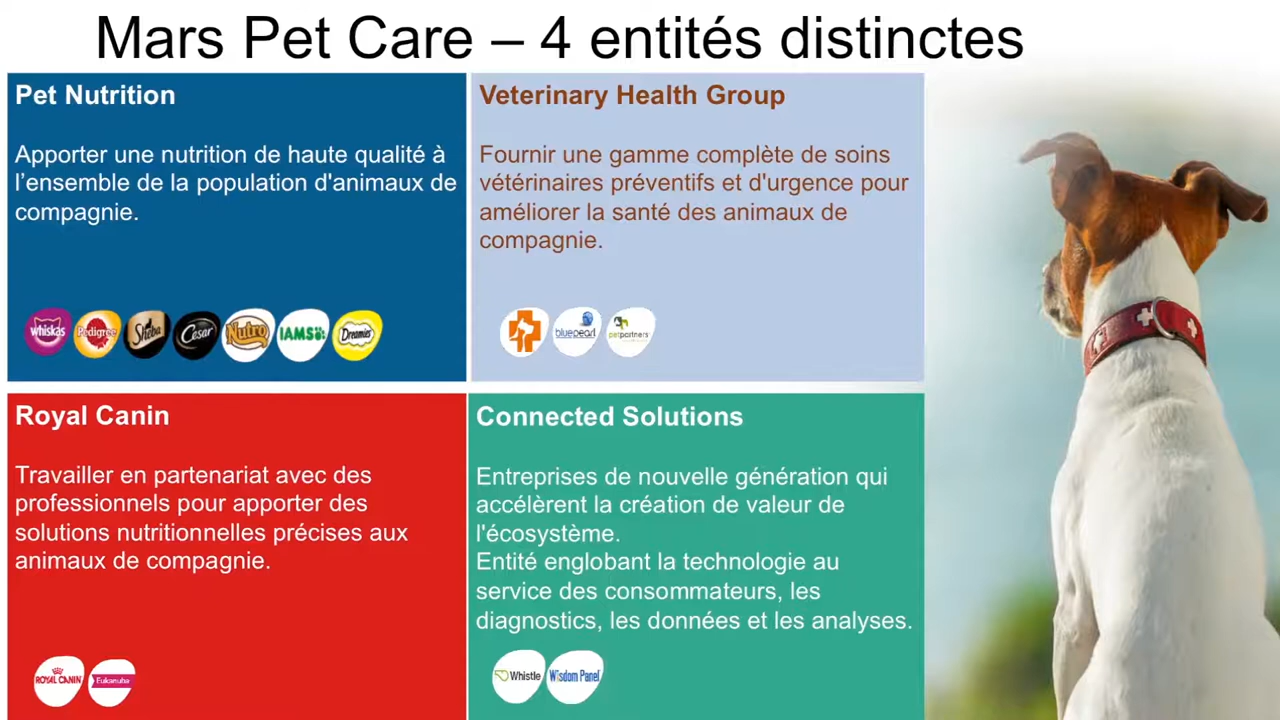 Mars Pet Care – 4 entités distinctes
Pet Nutrition
Apporter une nutrition de haute qualité à
l’ensemble de la population d'animaux de
compagnie.
whiskas
Pedigree
Sheba
Cesar
Nutro
IAMS
Dreamies
Veterinary Health Group
Fournir une gamme complète de soins
vétérinaires préventifs et d'urgence pour
améliorer la santé des animaux de
compagnie.
bluepearl
petpartners
Royal Canin
Travailler en partenariat avec des
professionnels pour apporter des
solutions nutritionnelles précises aux
animaux de compagnie.
ROYAL CANIN
Eukanuba
Connected Solutions
Entreprises de nouvelle génération qui
accélèrent la création de valeur de
l'écosystème.
Entité englobant la technologie au
service des consommateurs, les
diagnostics, les données et les analyses.
Whistle
Wisdom Panel